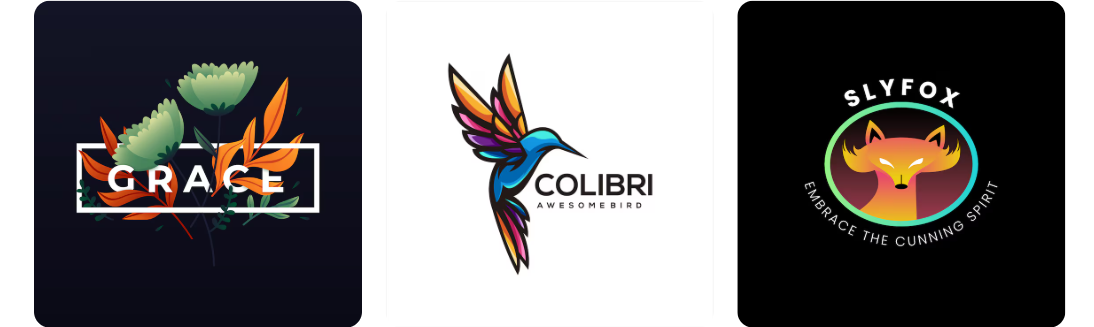 GRACE
COLIBRI
AWESOMEBIRD
SLYFOX
EMBRACE THE CUNNING SPIRIT